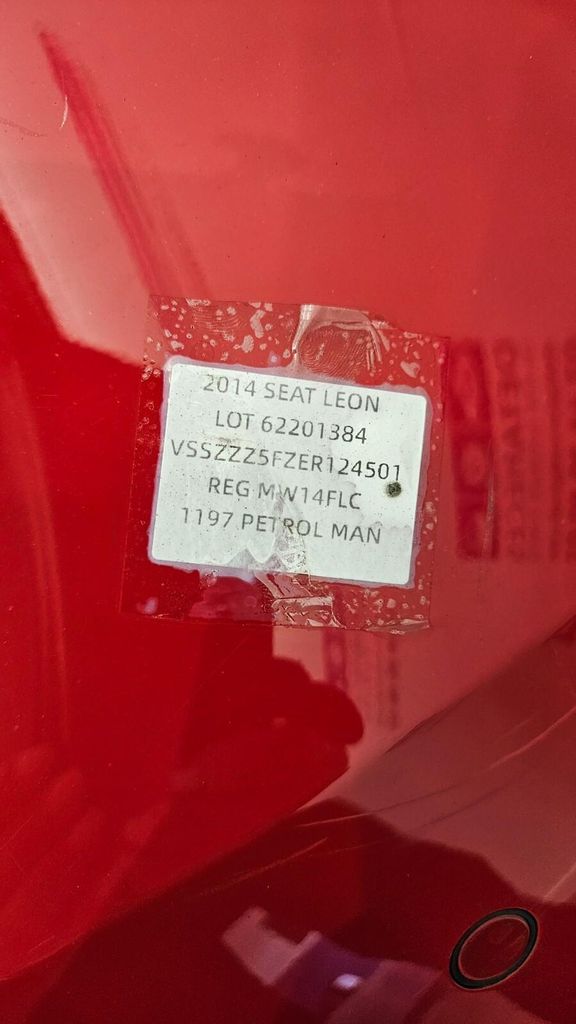 2014 SEAT LEON
LOT 62201384
VSSZZZ5FZER124501
REG MW14FLC
1197 PETROL MAN